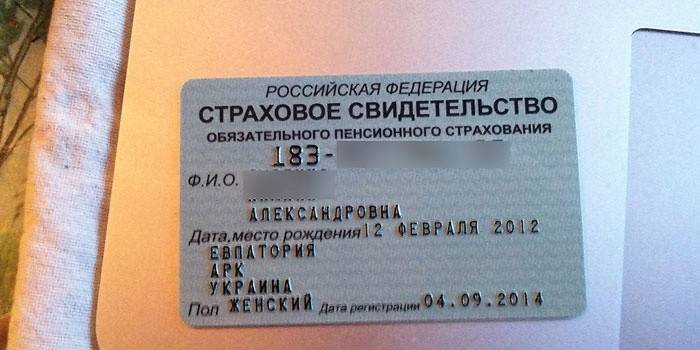 РОССИЙСКАЯ ФЕДЕРАЦИЯ
СТРАХОВОЕ СВИДЕТЕЛЬСТВО
ОБЯЗАТЕЛЬНОГО ПЕНСИОННОГО СТРАХОВАНИЯ
183-
Ф.И.О.
АЛЕКСАНДРОВНА
Дата,место рождения 12 ФЕВРАЛЯ 2012
ЕВПАТОРИЯ
АРК
УКРАИНА
Пол ЖЕНСКИЙ Дата регистрации 04.09.2014